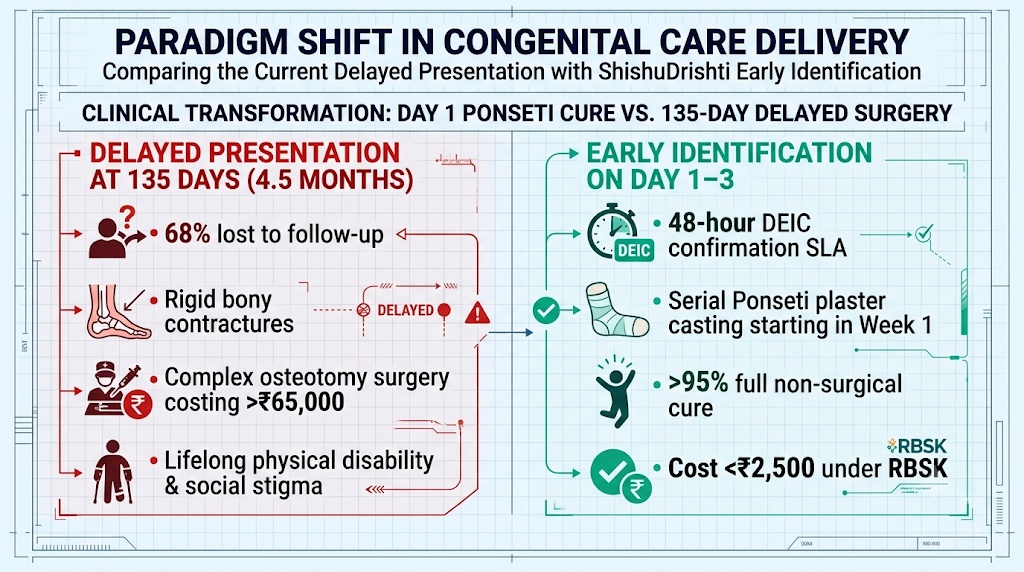 PARADIGM SHIFT IN CONGENITAL CARE DELIVERY
Comparing the Current Delayed Presentation with ShishuDrishti Early Identification
CLINICAL TRANSFORMATION: DAY 1 PONSETI CURE VS. 135-DAY DELAYED SURGERY
DELAYED PRESENTATION
AT 135 DAYS (4.5 MONTHS)
?
• 68% lost to follow-up
• Rigid bony
contractures
DELAYED
• Complex osteotomy surgery
costing >₹65,000
₹
• Lifelong physical disability
& social stigma
EARLY IDENTIFICATION
ON DAY 1–3
DEIC
• 48-hour DEIC
confirmation SLA
• Serial Ponseti plaster
casting starting in Week 1
• >95% full non-surgical
cure
RBSK
₹
• Cost <₹2,500 under RBSK